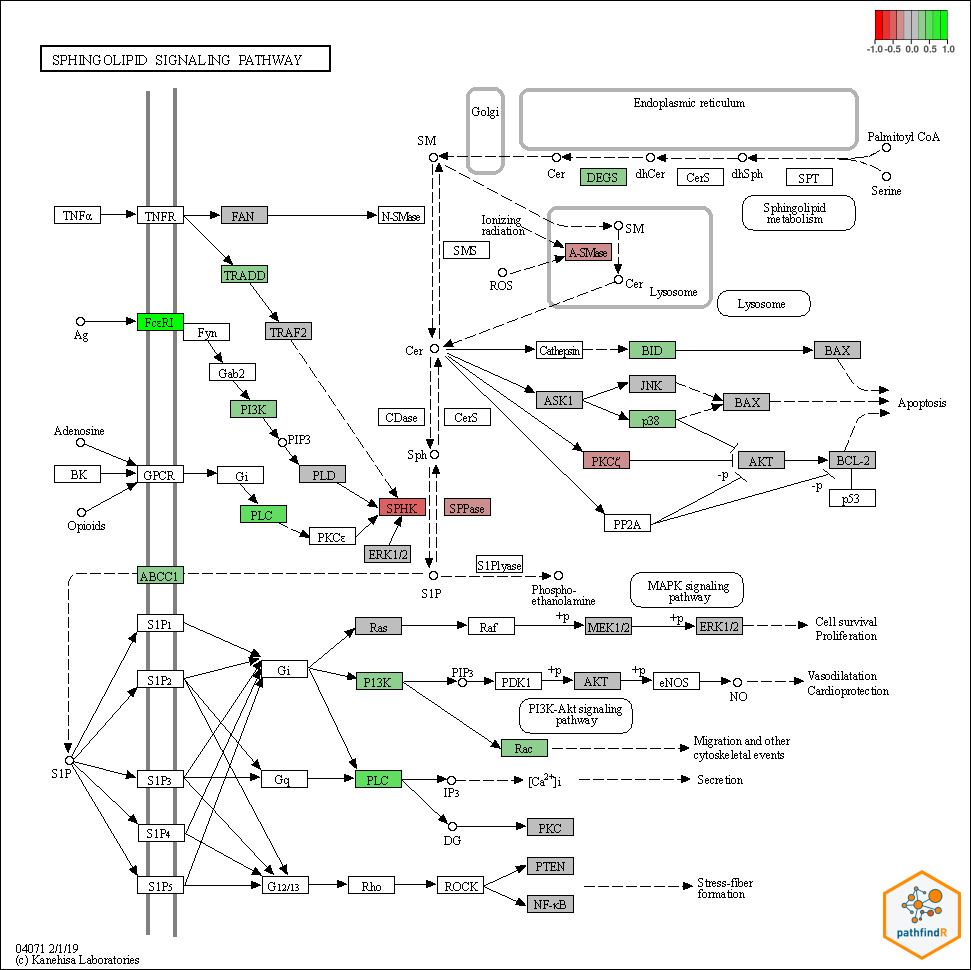 -1.0 -0.5 0.0 0.5 1.0
SPHINGOLIPID SIGNALING PATHWAY
Golgi
Endoplasmic reticulum
SM
Palmitoyl CoA
Cer
dhCer
dhSph
DEGS
CerS
SPT
Serine
Sphingolipid
metabolism
TNFα
TNFR
FAN
N-SMase
Ionizing
radiation
SM
SMS
A-SMase
TRADD
ROS
Cer
Lysosome
Lysosome
Ag
FcεRI
Fyn
TRAF2
Cer
Cathepsin
BID
BAX
Gab2
JNK
ASK1
BAX
Apoptosis
PI3K
CDase
CerS
p38
Adenosine
PIP3
Sph
PKCζ
AKT
BCL-2
BK
GPCR
Gi
PLD
-p
-p
p53
Opioids
PLC
SPHK
SPPase
PP2A
PKCε
ERK1/2
S1Plyase
ABCC1
S1P
Phospho-
ethanolamine
MAPK signaling
pathway
S1P1
Ras
Raf
+p
MEK1/2
+p
ERK1/2
Cell survival
Proliferation
Gi
S1P2
P13K
PIP3
PDK1
+p
AKT
+p
eNOS
NO
Vasodilatation
Cardioprotection
PI3K-Akt signaling
pathway
Rac
Migration and other
cytoskeletal events
S1P
S1P3
Gq
PLC
IP3
[Ca2+]i
Secretion
S1P4
DG
PKC
PTEN
S1P5
G12/13
Rho
ROCK
Stress-fiber
formation
NF-κB
pathfindR
04071 2/1/19
(c) Kanehisa Laboratories